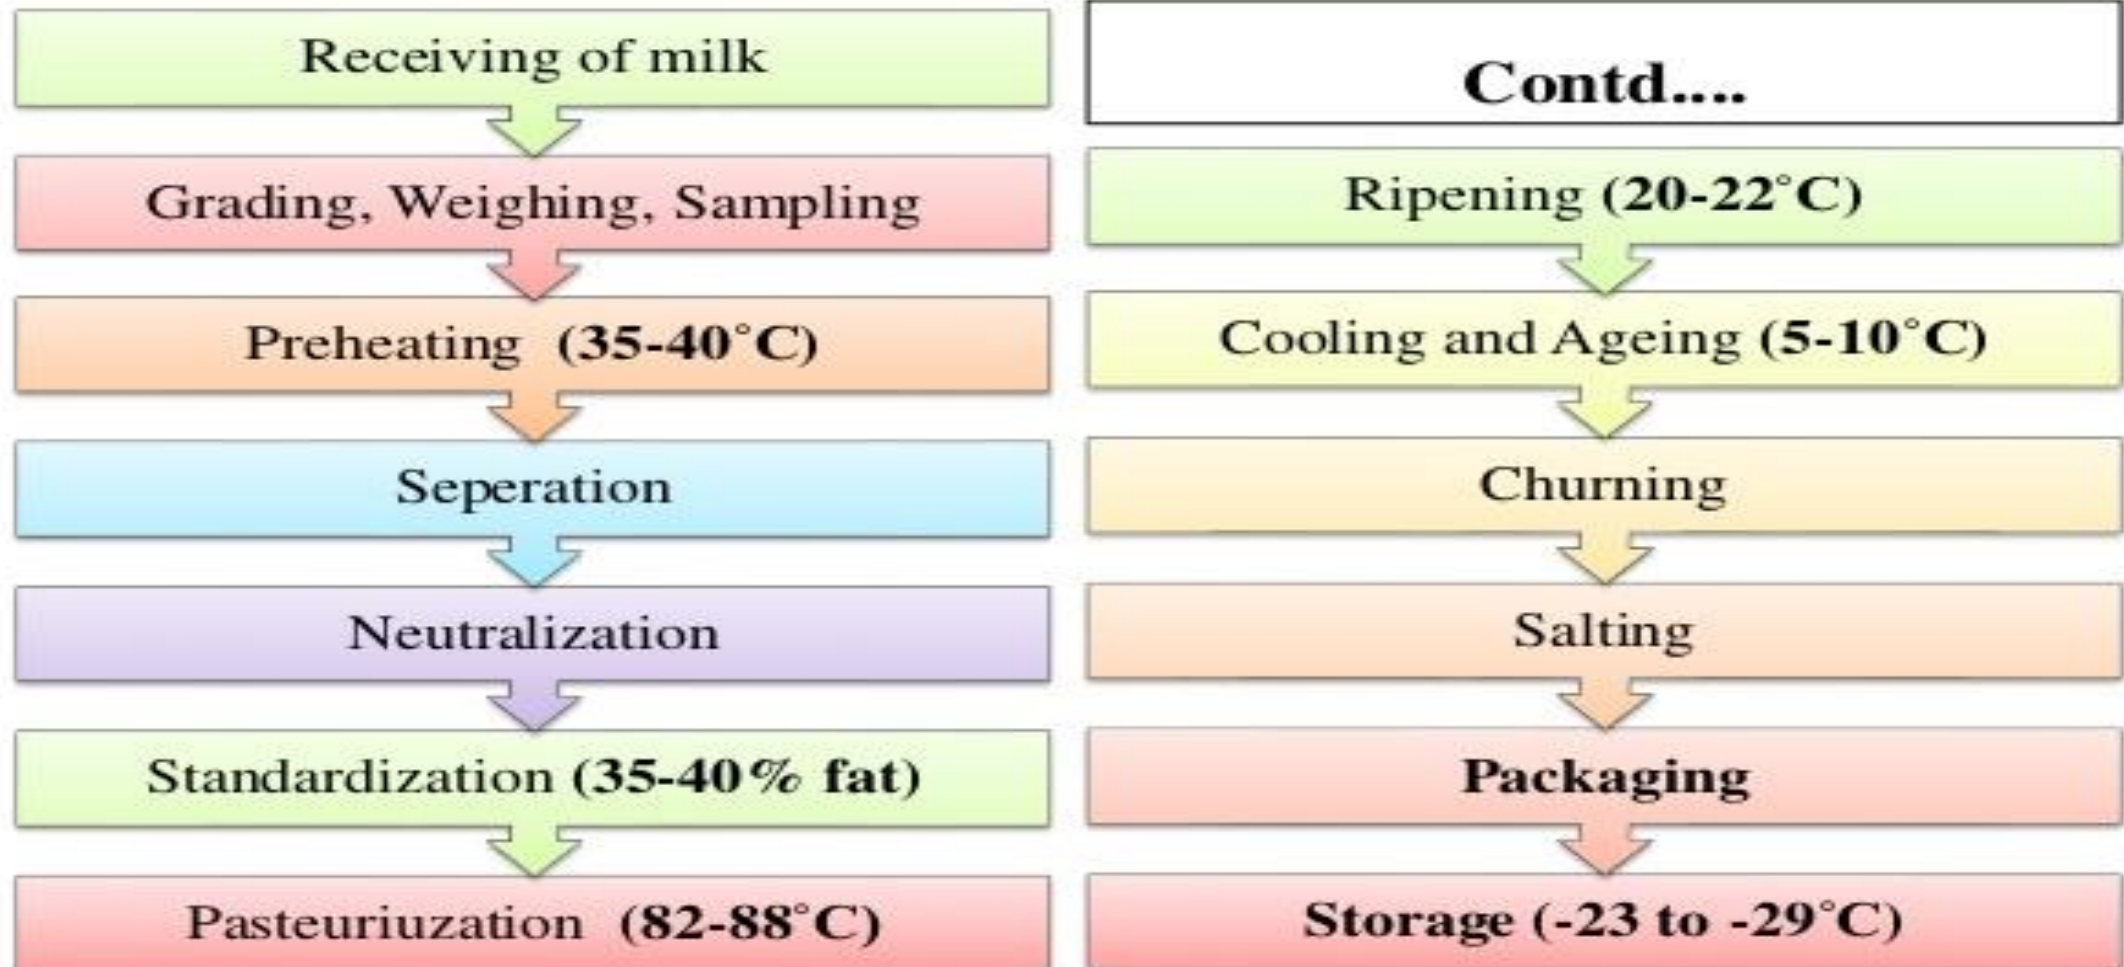 Receiving of milk
Grading, Weighing, Sampling
Preheating (35-40°C)
Seperation
Neutralization
Standardization (35-40% fat)
Pasteuriuzation (82-88°C)
Contd....
Ripening (20-22°C)
Cooling and Ageing (5-10°C)
Churning
Salting
Packaging
Storage (-23 to -29°C)